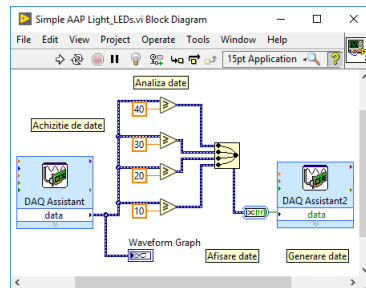 Simple AAP Light_LEDs.vi Block Diagram
File Edit View Project Operate Tools Window Help
15pt Application
Analiza date
40
Achizitie de date
30
20
DAQ Assistant
data
10
DAQ Assistant2
data
Waveform Graph
Afisare date
Generare date